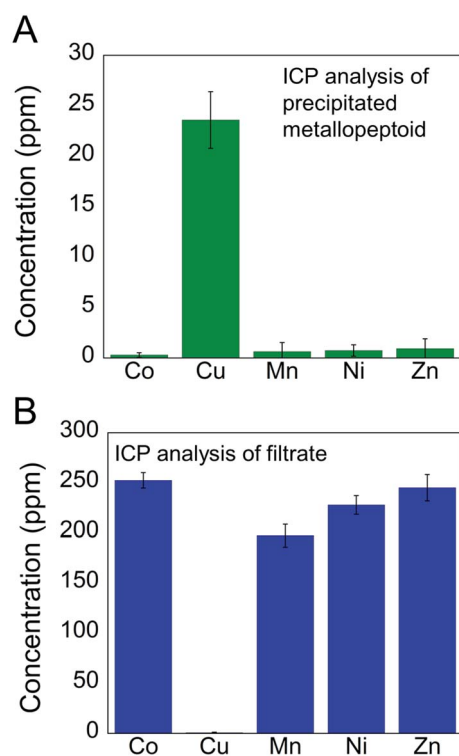 A
Concentration (ppm)
30
25
20
15
10
5
0
ICP analysis of
precipitated
metallopeptoid
Co Cu Mn Ni Zn
B
Concentration (ppm)
300
250
200
150
100
50
0
ICP analysis of filtrate
Co Cu Mn Ni Zn